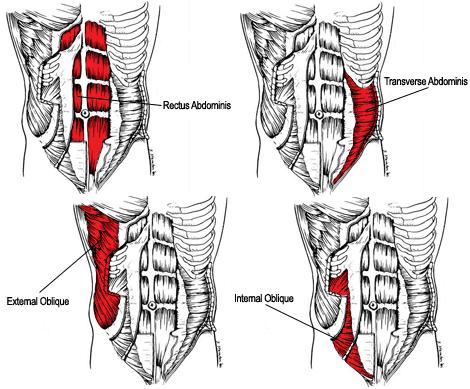 Rectus Abdominis
Transverse Abdominis
External Oblique
Internal Oblique